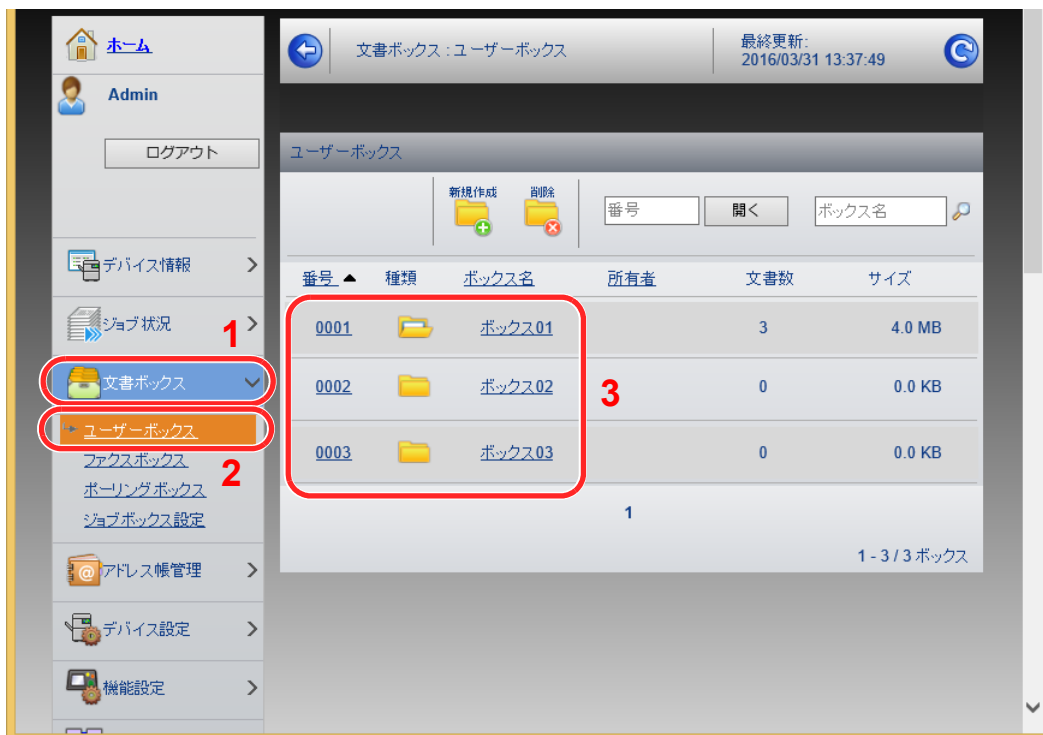 ホーム
Admin
ログアウト
デバイス情報
ジョブ状況
1
文書ボックス
ユーザーボックス
2
ファクスボックス
ポーリングボックス
ジョブボックス設定
アドレス帳管理
デバイス設定
機能設定
文書ボックス : ユーザーボックス
最終更新:
2016/03/31 13:37:49
ユーザーボックス
新規作成 削除
番号 開く ボックス名
番号 種類 ボックス名 所有者 文書数 サイズ
0001 ボックス01 3 4.0 MB
0002 ボックス02 0 0.0 KB
3
0003 ボックス03 0 0.0 KB
1
1 - 3 / 3 ボックス